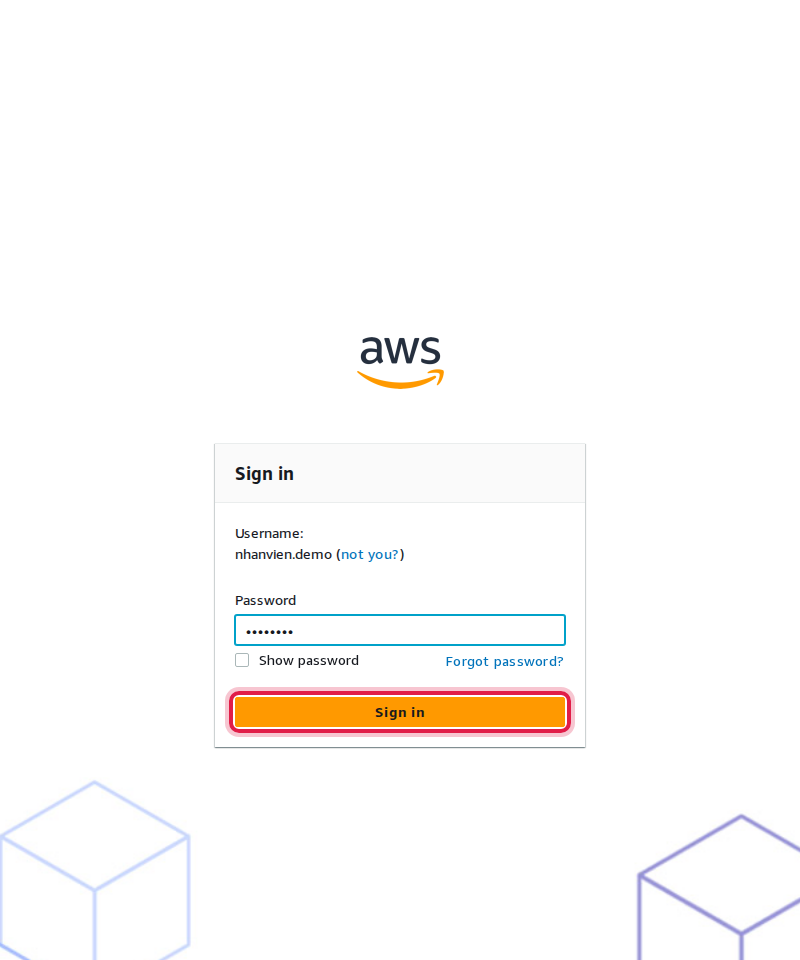 aws
Sign in
Username:
nhanvien.demo (not you?)
Password
••••••••
Show password
Forgot password?
Sign in